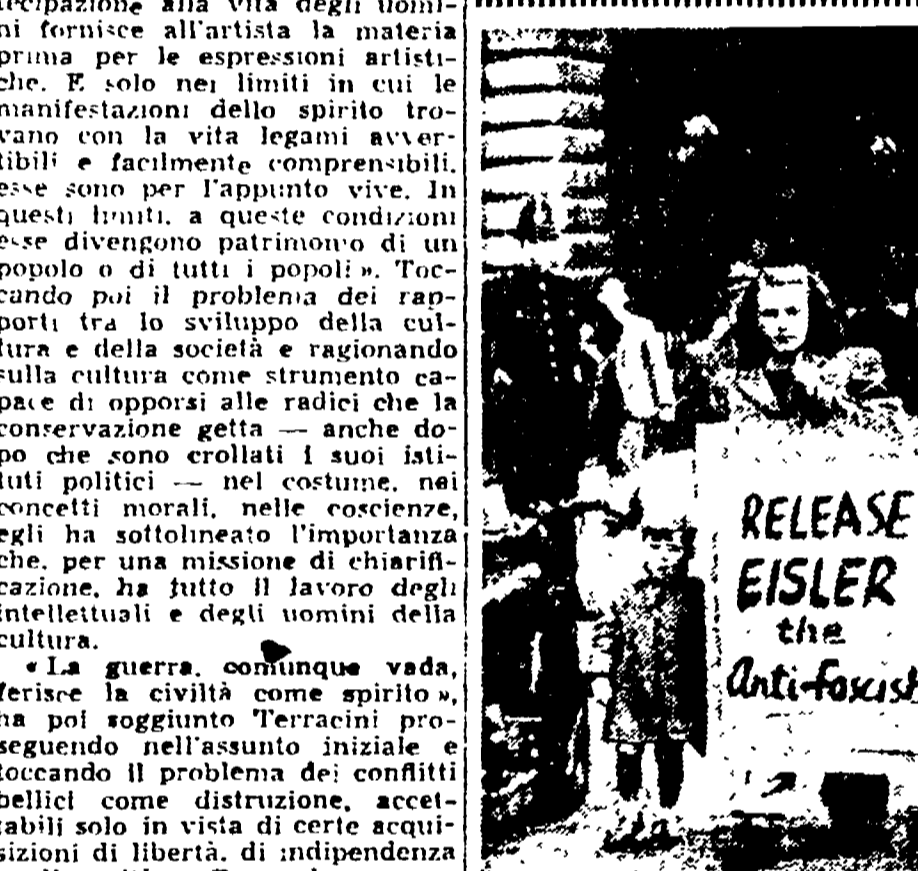 tecipazione alla vita degli uomi-
ni fornisce all'artista la materia
prima per le espressioni artisti-
che. E solo nei limiti in cui le
manifestazioni dello spirito tro-
vano con la vita legami avver-
tibili e facilmente comprensibili,
esse sono per l'appunto vive. In
questi limiti, a queste condizioni
esse divengono patrimonio di un
popolo o di tutti i popoli ». Toc-
cando poi il problema dei rap-
porti tra lo sviluppo della cul-
tura e della società e ragionando
sulla cultura come strumento ca-
pace di opporsi alle radici che la
conservazione getta — anche do-
po che sono crollati i suoi isti-
tuti politici — nel costume, nei
concetti morali, nelle coscienze,
egli ha sottolineato l'importanza
che, per una missione di chiarifi-
cazione, ha tutto il lavoro degli
intellettuali e degli uomini della
cultura.
« La guerra, comunque vada,
ferisce la civiltà come spirito »,
ha poi soggiunto Terracini pro-
seguendo nell'assunto iniziale e
toccando il problema dei conflitti
bellici come distruzione, accet-
tabili solo in vista di certe acqui-
sizioni di libertà, di indipendenza
RELEASE
EISLER
the
Anti-Fascist